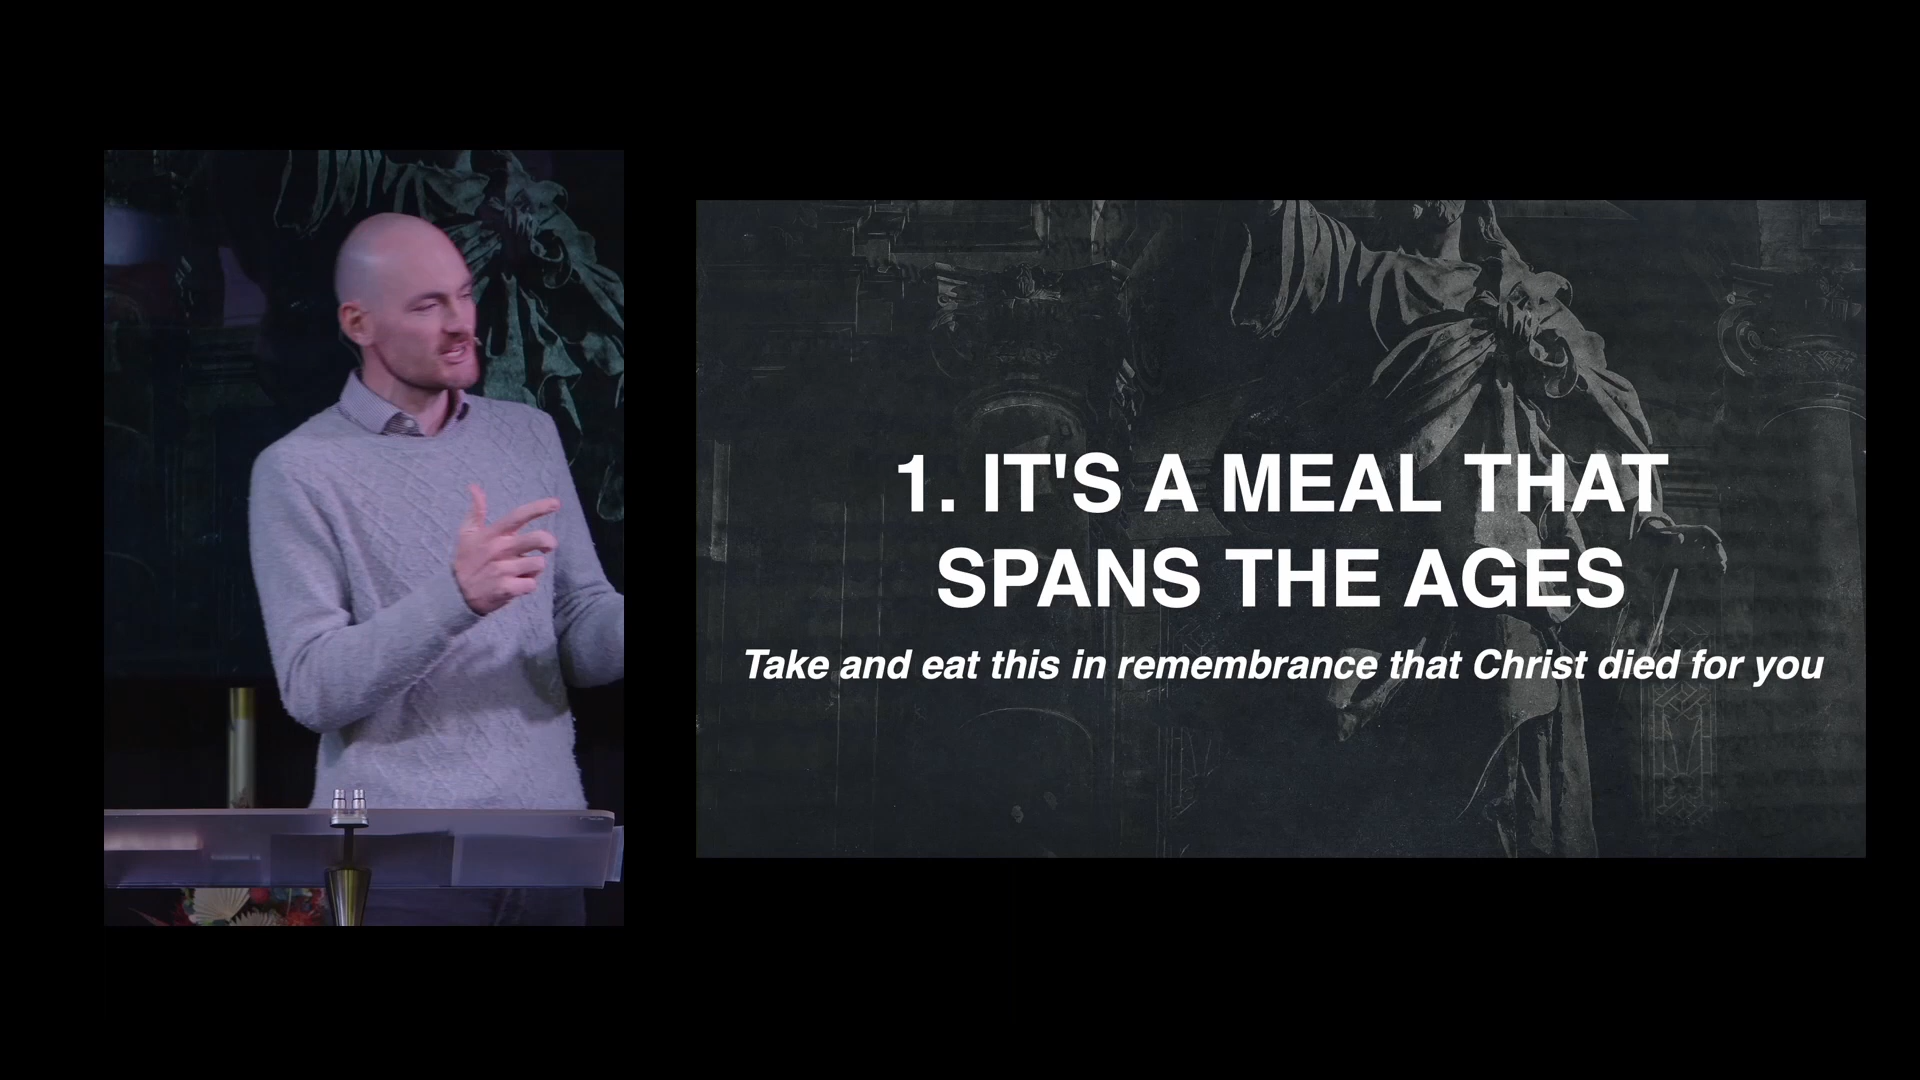 1. IT'S A MEAL THAT
SPANS THE AGES
Take and eat this in remembrance that Christ died for you